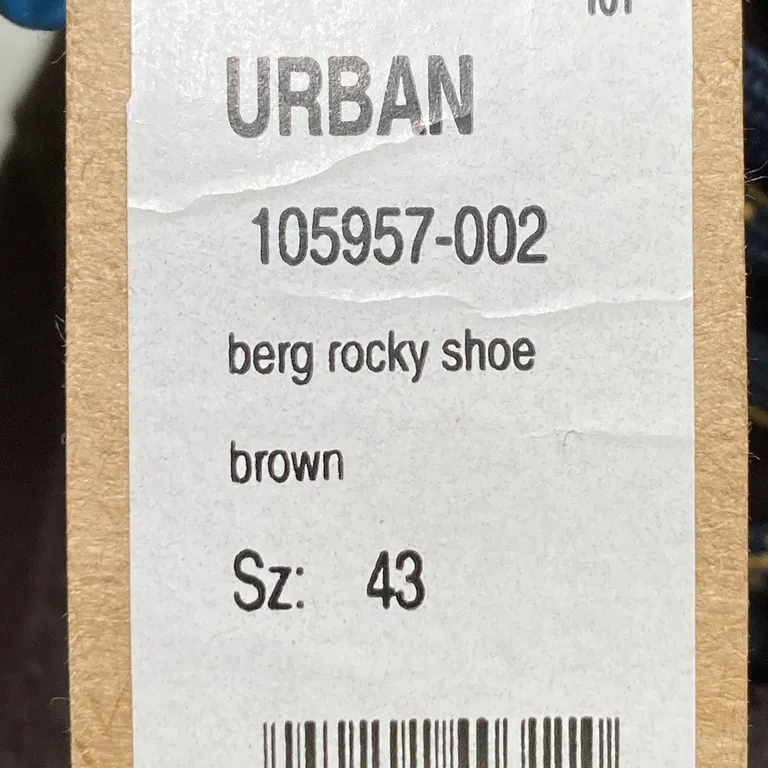 URBAN
105957-002
berg rocky shoe
brown
Sz: 43